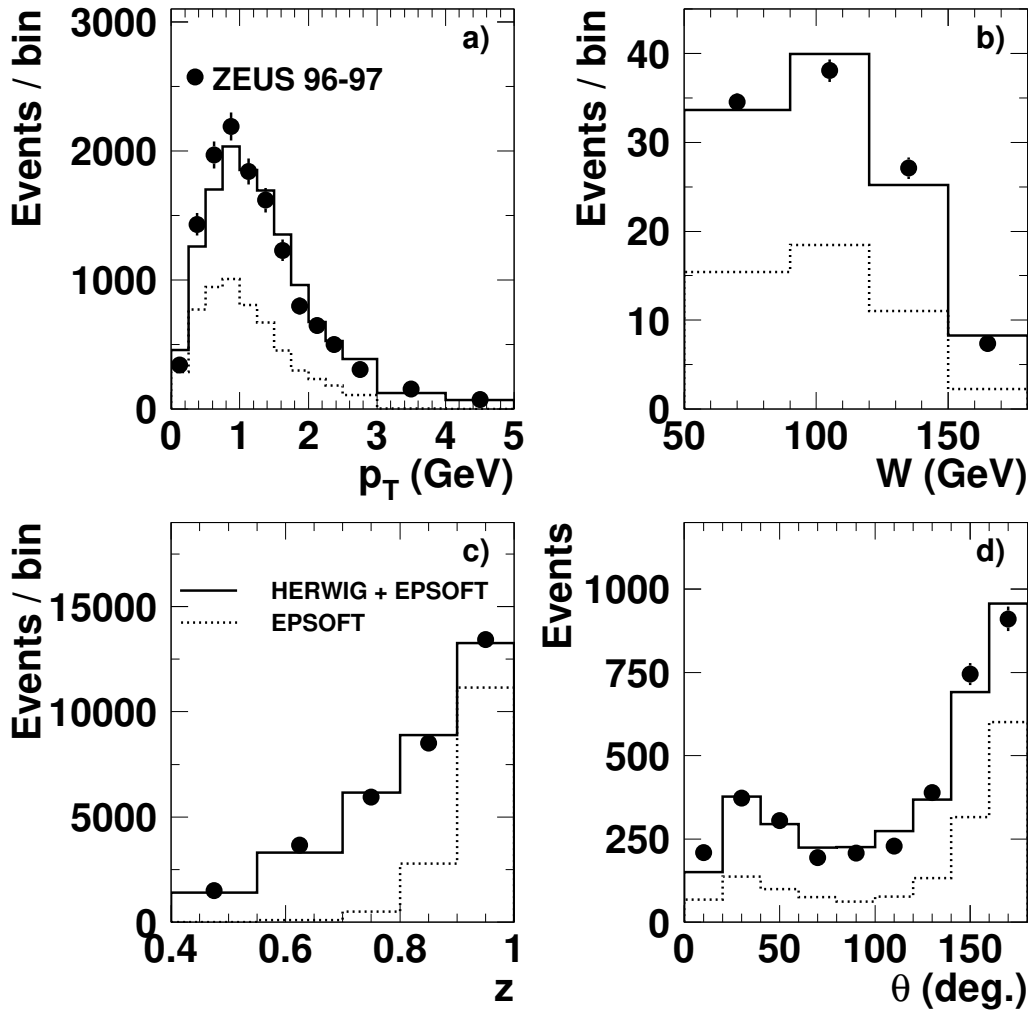 a)
Events / bin
ZEUS 96-97
3000
2000
1000
0
0 1 2 3 4 5
p_T (GeV)
b)
Events / bin
40
30
20
10
0
50 100 150
W (GeV)
c)
Events / bin
HERWIG + EPSOFT
EPSOFT
15000
10000
5000
0
0.4 0.6 0.8 1
z
d)
Events
1000
750
500
250
0
0 50 100 150
θ (deg.)